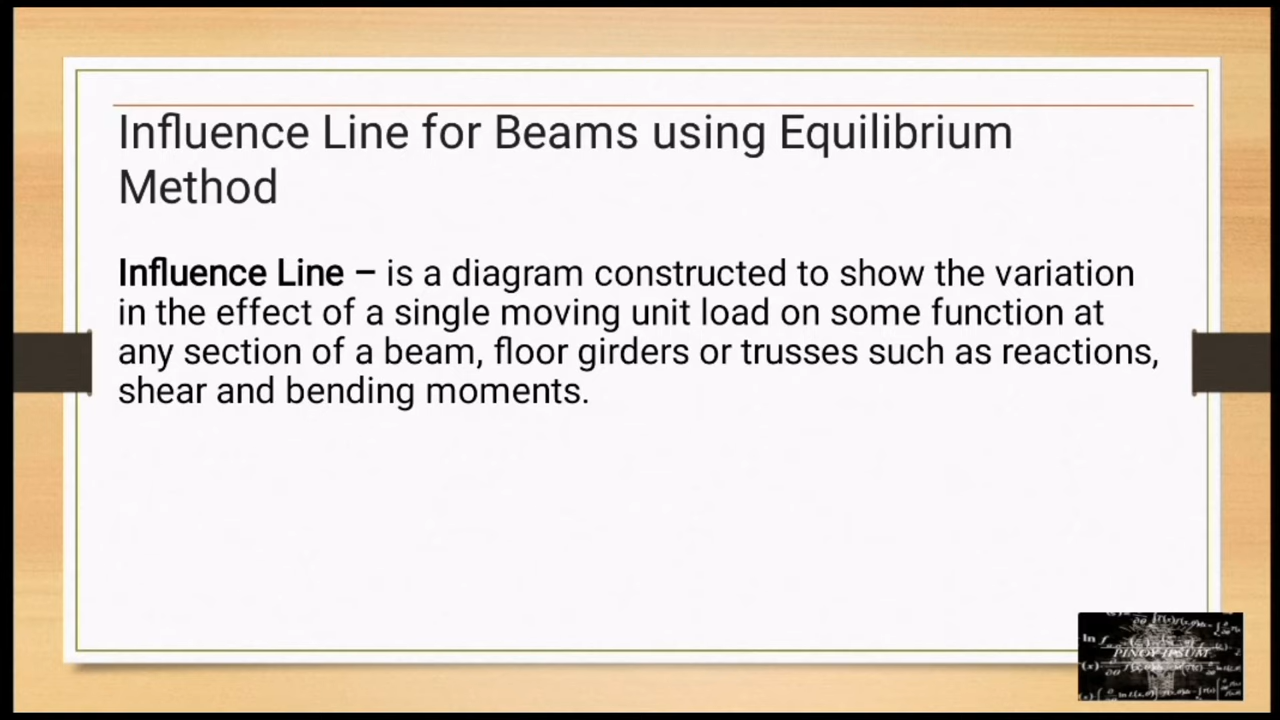 Influence Line for Beams using Equilibrium
Method
Influence Line – is a diagram constructed to show the variation
in the effect of a single moving unit load on some function at
any section of a beam, floor girders or trusses such as reactions,
shear and bending moments.
PINOY IPSUM